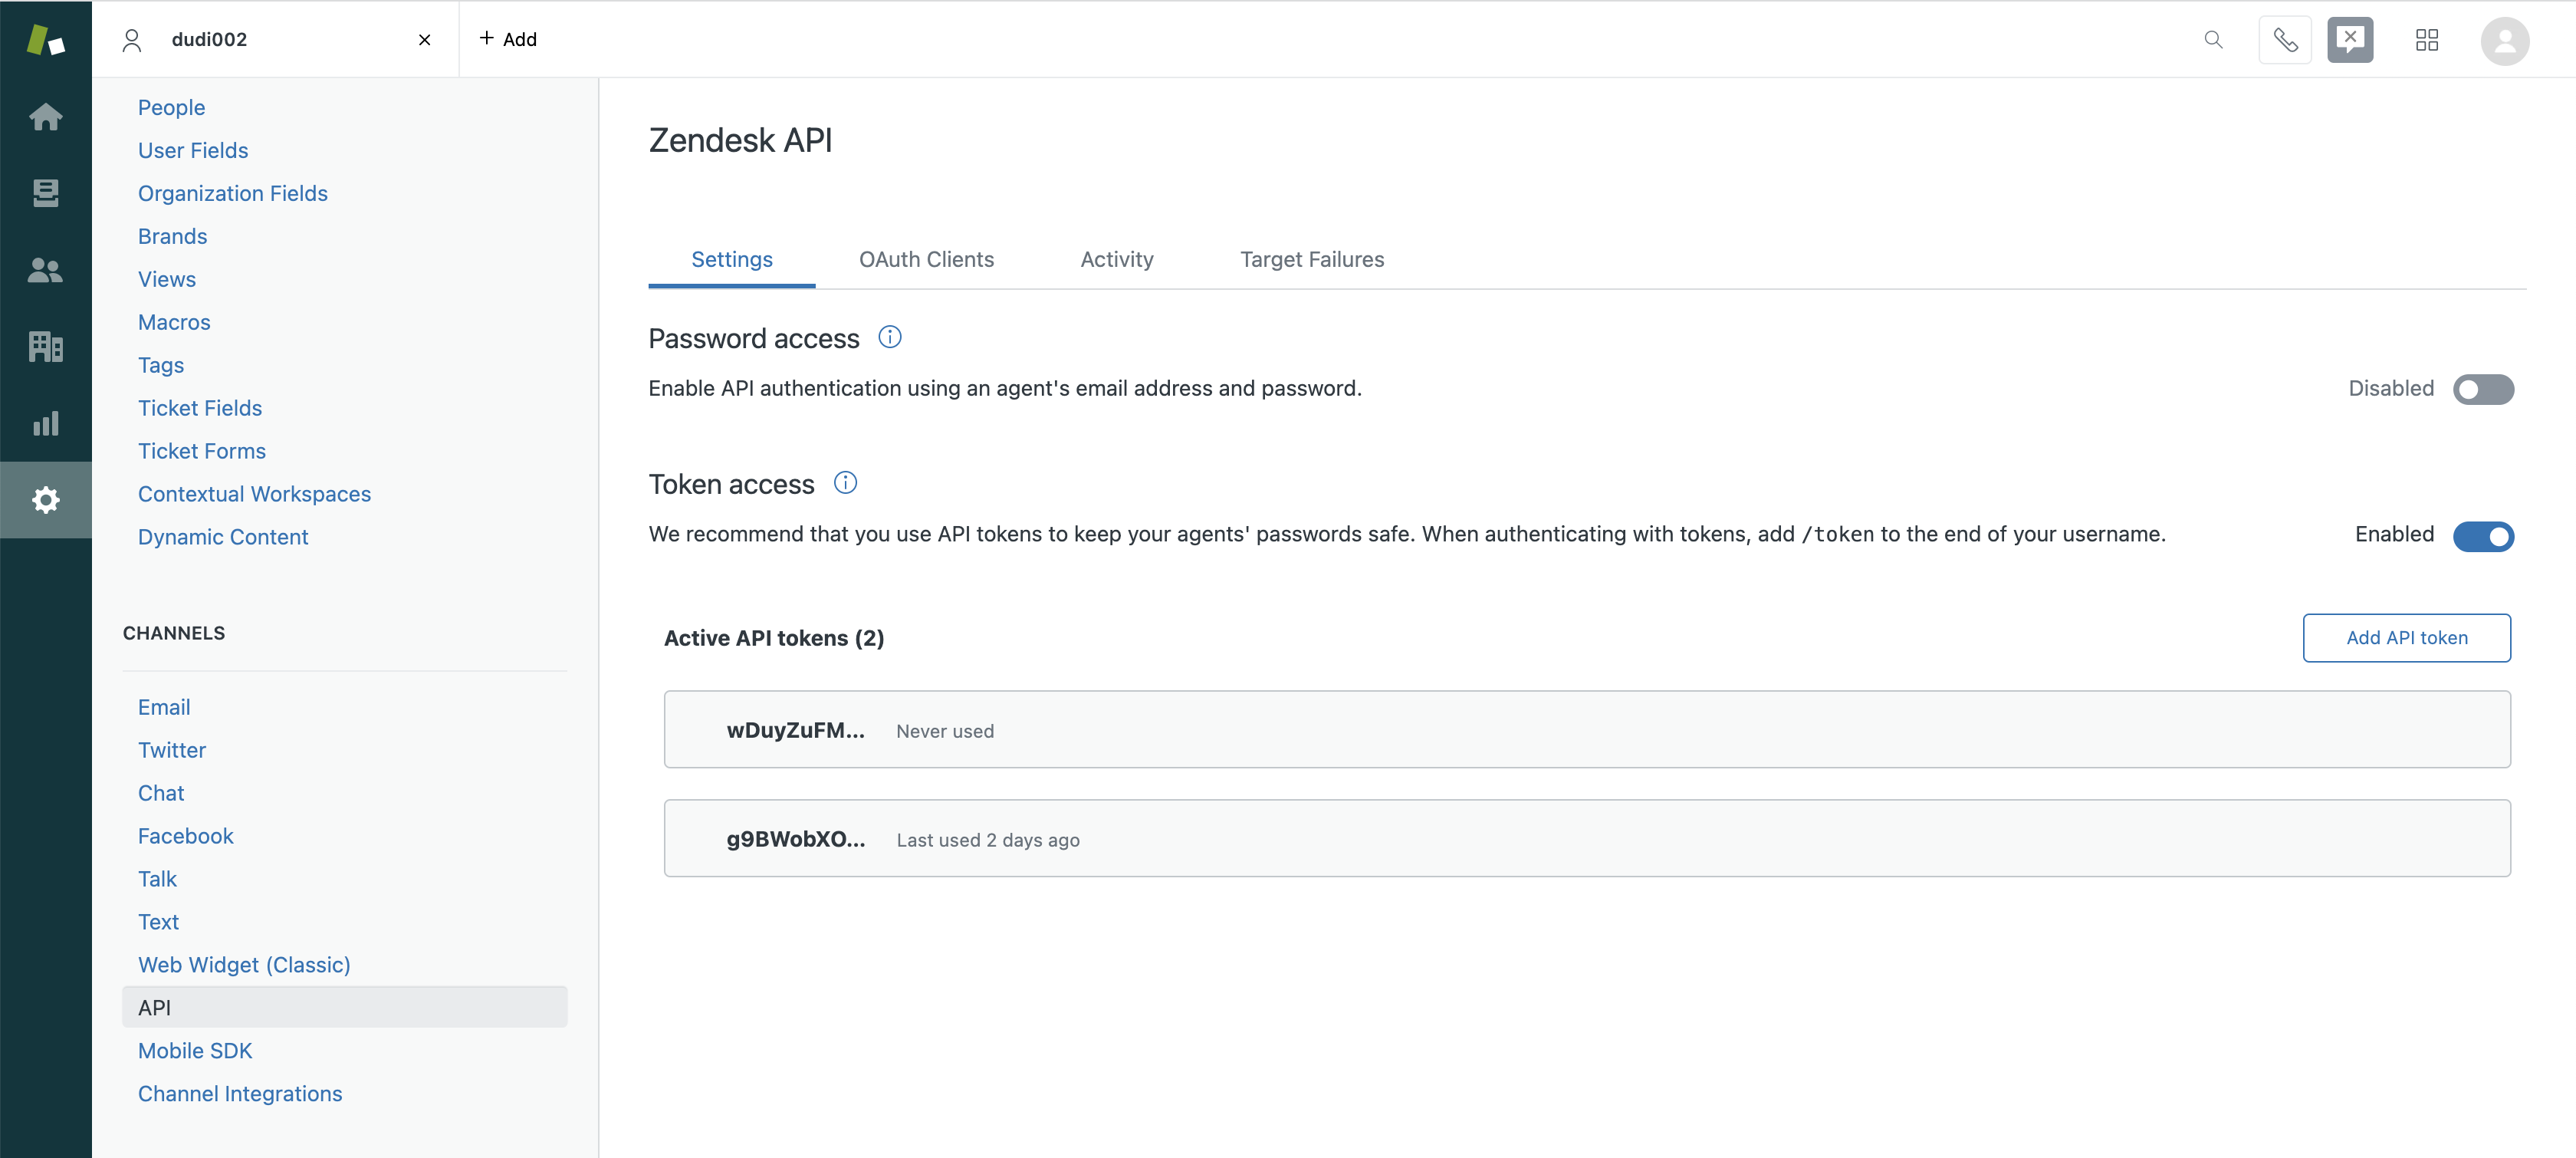 dudi002
+ Add
People
User Fields
Organization Fields
Brands
Views
Macros
Tags
Ticket Fields
Ticket Forms
Contextual Workspaces
Dynamic Content
CHANNELS
Email
Twitter
Chat
Facebook
Talk
Text
Web Widget (Classic)
API
Mobile SDK
Channel Integrations
Zendesk API
Settings OAuth Clients Activity Target Failures
Password access
Enable API authentication using an agent's email address and password. Disabled
Token access
We recommend that you use API tokens to keep your agents' passwords safe. When authenticating with tokens, add /token to the end of your username. Enabled
Active API tokens (2) Add API token
wDuyZuFM... Never used
g9BWobXO... Last used 2 days ago